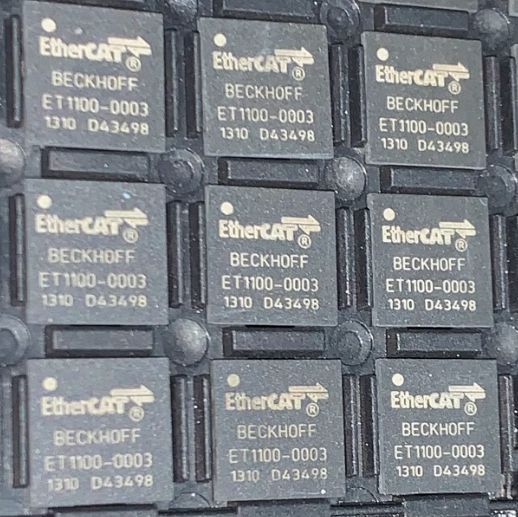 EtherCAT®
BECKHOFF
ET1100-0003
1310 D43498
EtherCAT®
BECKHOFF
ET1100-0003
1310 D43498
EtherCAT®
BECKHOFF
ET1100-0003
1310 D43498
EtherCAT®
BECKHOFF
ET1100-0003
1310 D43498
EtherCAT®
BECKHOFF
ET1100-0003
1310 D43498
EtherCAT®
BECKHOFF
ET1100-0003
1310 D43498
EtherCAT®
BECKHOFF
ET1100-0003
1310 D43498
EtherCAT®
BECKHOFF
ET1100-0003
1310 D43498
EtherCAT®
BECKHOFF
ET1100-0003
1310 D43498